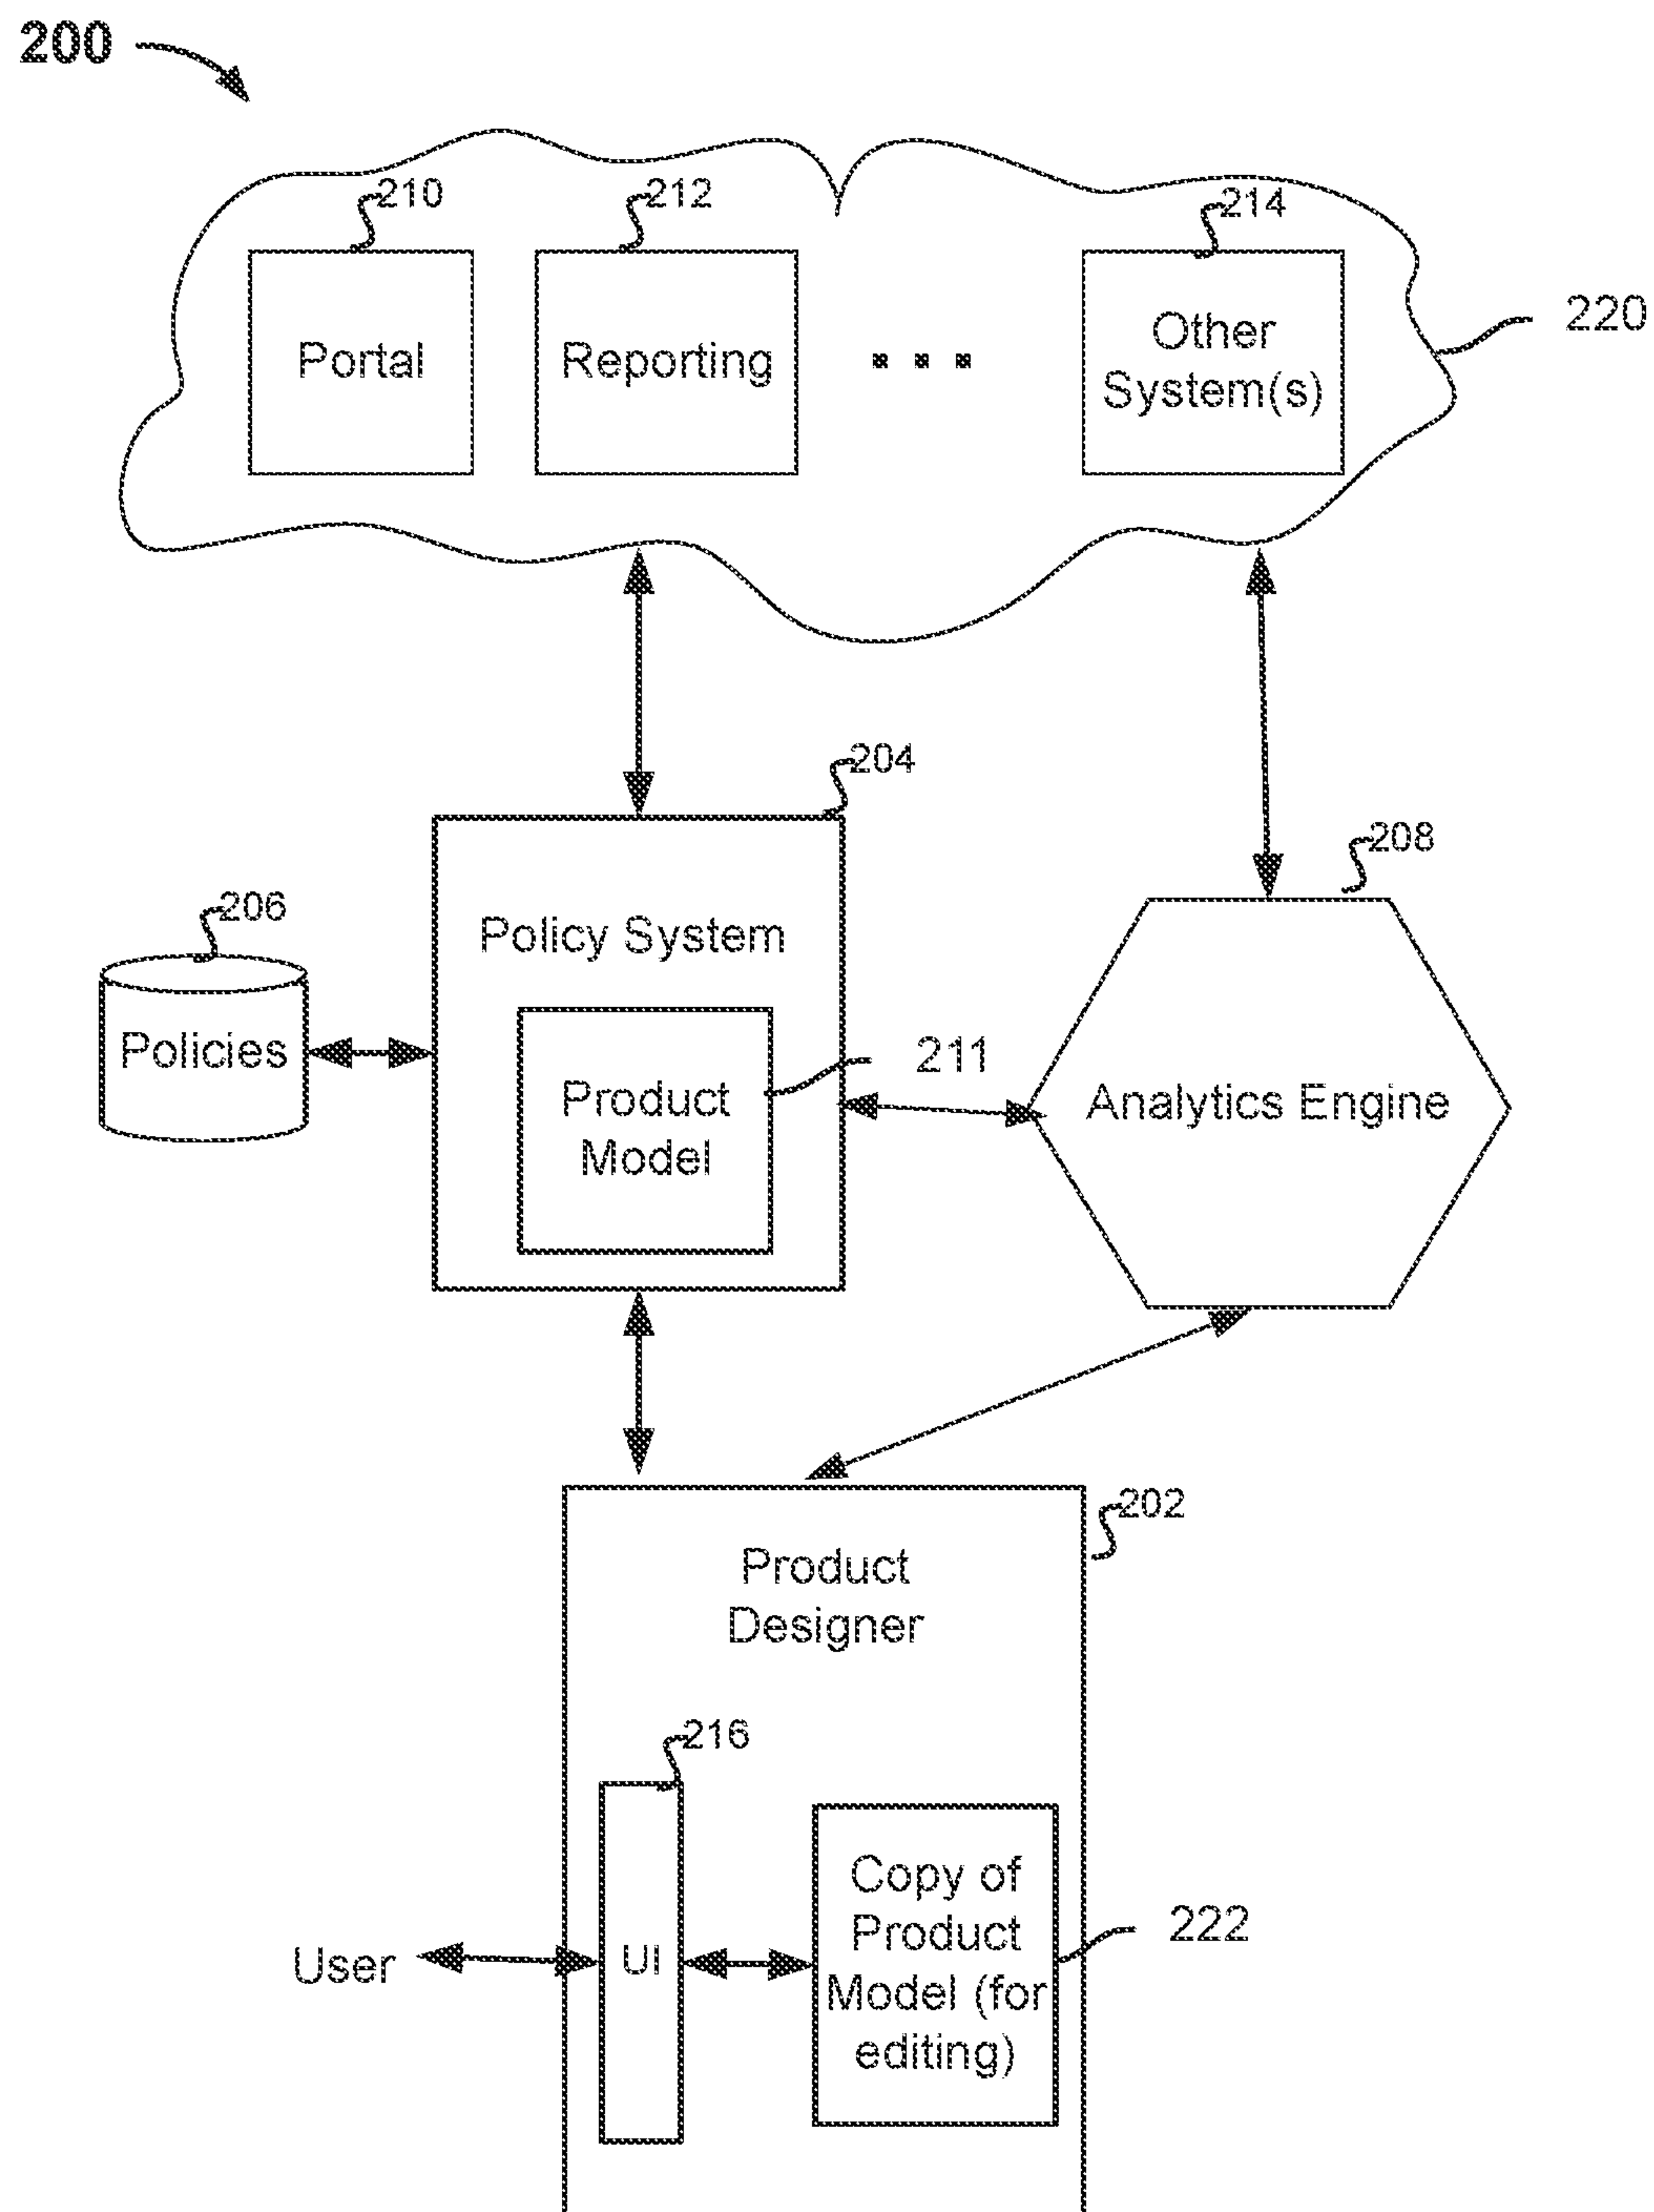 200
210
212
214
220
Portal
Reporting
Other
System(s)
204
208
206
Policy System
Policies
211
Product
Model
Analytics Engine
202
Product
Designer
216
UI
User
Copy of
Product
Model (for
editing)
222